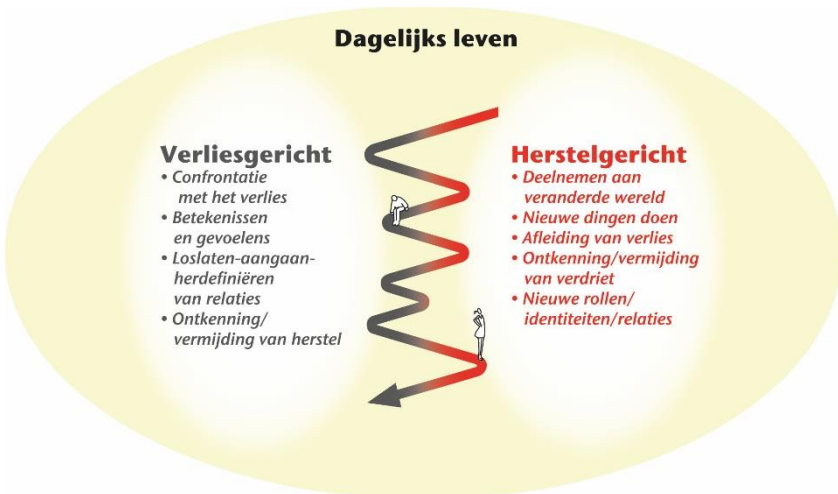 Dagelijks leven
Verliesgericht
• Confrontatie
met het verlies
• Betekenissen
en gevoelens
• Loslaten-aangaan-
herdefiniëren
van relaties
• Ontkenning/
vermijding van herstel
Herstelgericht
• Deelnemen aan
veranderde wereld
• Nieuwe dingen doen
• Afleiding van verlies
• Ontkenning/vermijding
van verdriet
• Nieuwe rollen/
identiteiten/relaties